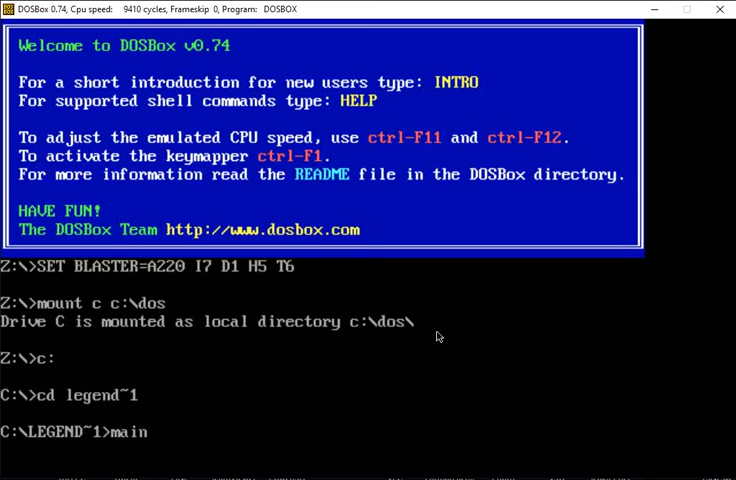 DOSBox 0.74, Cpu speed: 9410 cycles, Frameskip 0, Program: DOSBOX
Welcome to DOSBox v0.74
For a short introduction for new users type: INTRO
For supported shell commands type: HELP
To adjust the emulated CPU speed, use ctrl-F11 and ctrl-F12.
To activate the keymapper ctrl-F1.
For more information read the README file in the DOSBox directory.
HAVE FUN!
The DOSBox Team http://www.dosbox.com
Z:\>SET BLASTER=A220 I7 D1 H5 T6
Z:\>mount c c:\dos
Drive C is mounted as local directory c:\dos\
Z:\>c:
C:\>cd legend~1
C:\LEGEND~1>main